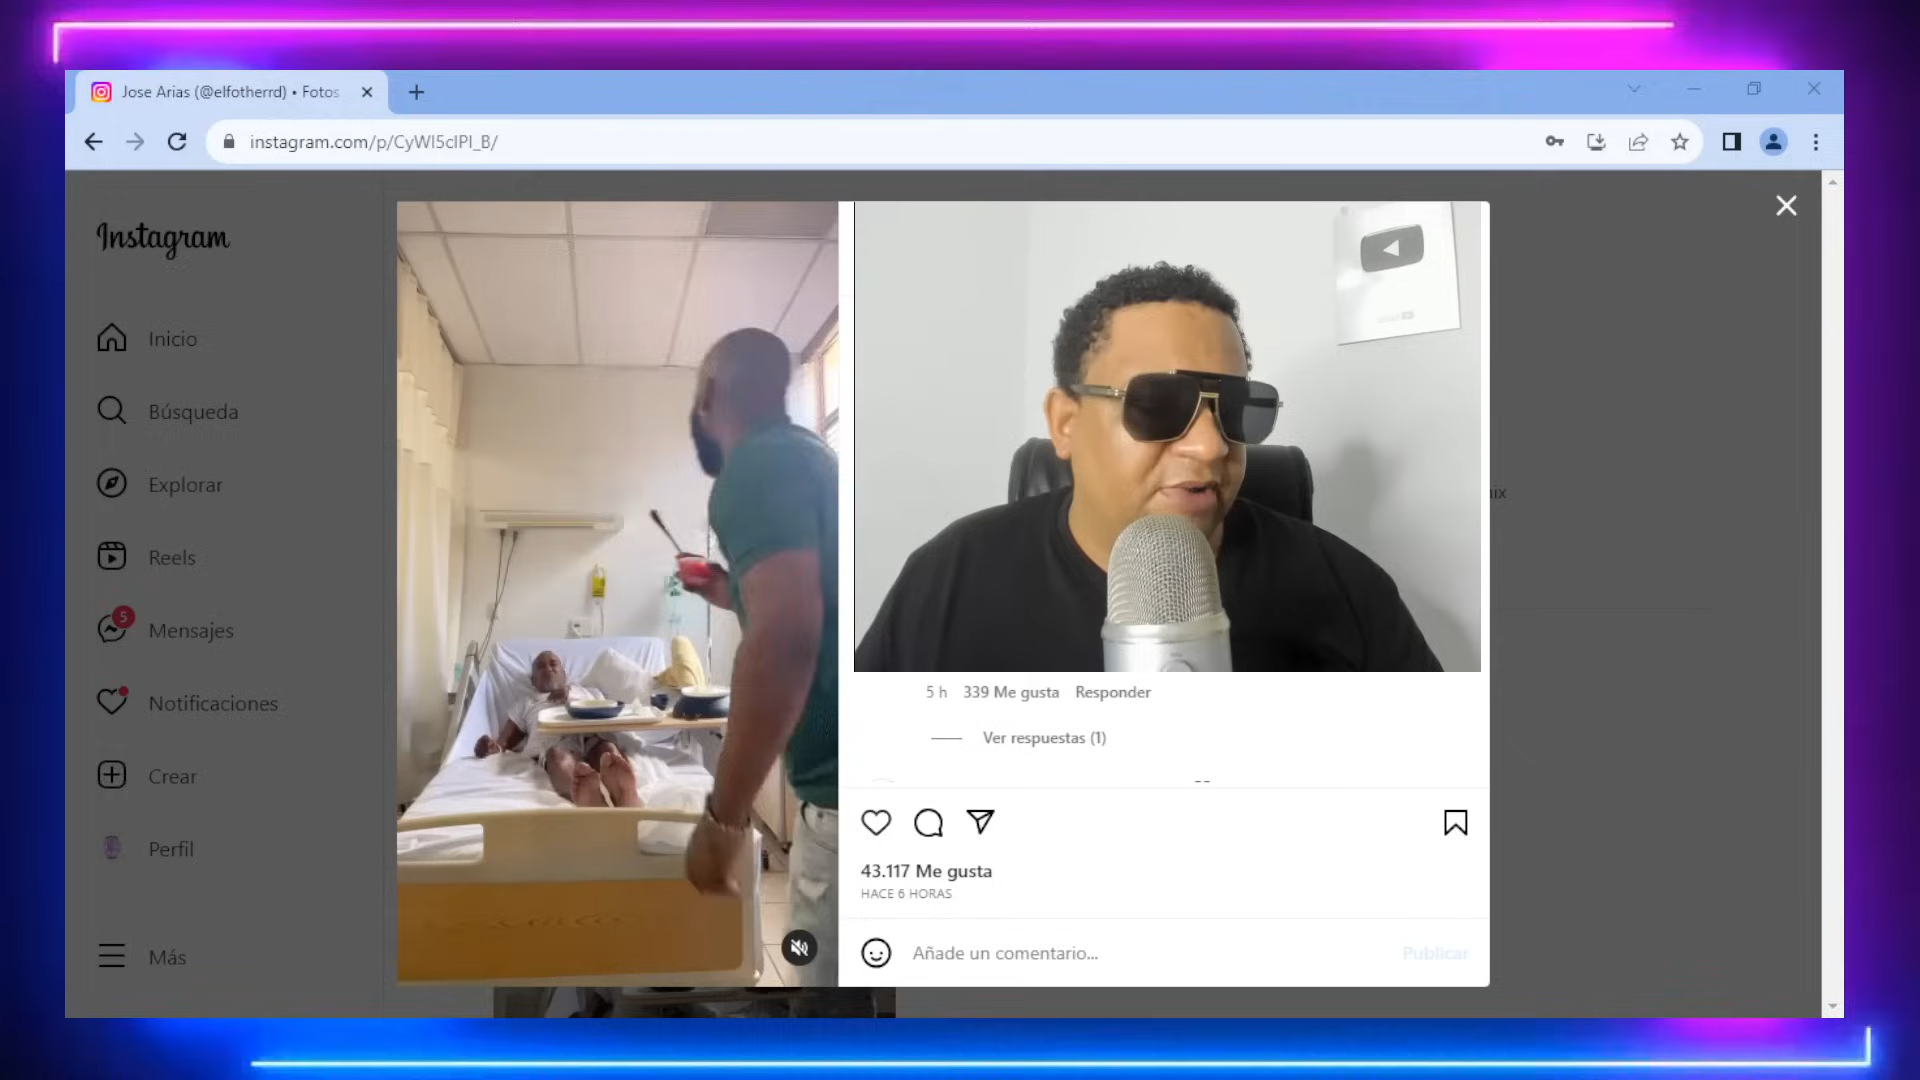 Jose Arias (@elfotherrd) • Fotos
instagram.com/p/CyWI5cIPI_B/
Instagram
Inicio
Búsqueda
Explorar
Reels
5
Mensajes
Notificaciones
Crear
Perfil
Más
5 h 339 Me gusta Responder
Ver respuestas (1)
43.117 Me gusta
HACE 6 HORAS
Añade un comentario...
Publicar